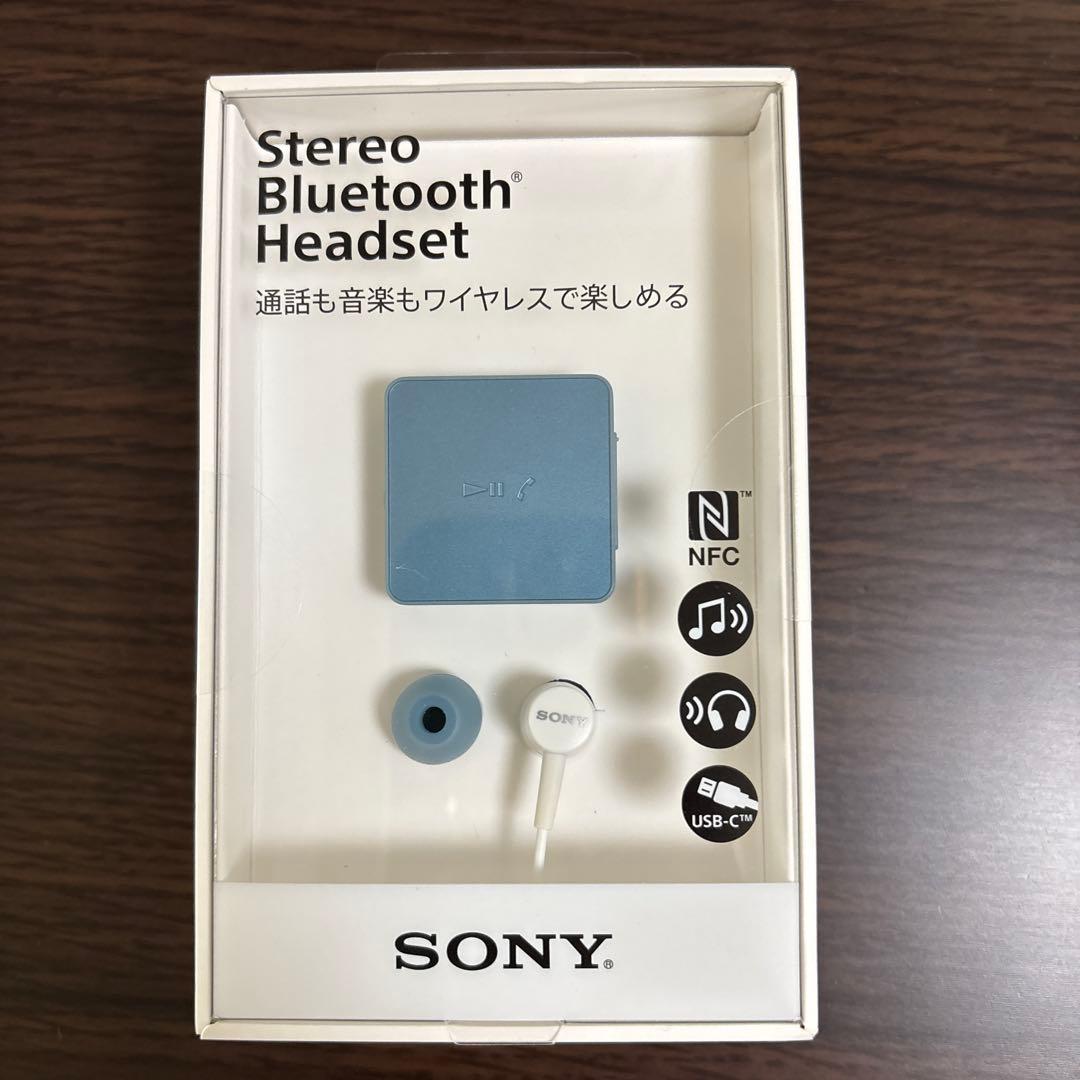 Stereo
Bluetooth®
Headset
通話も音楽もワイヤレスで楽しめる
N™
NFC
SONY
USB-C™
SONY®